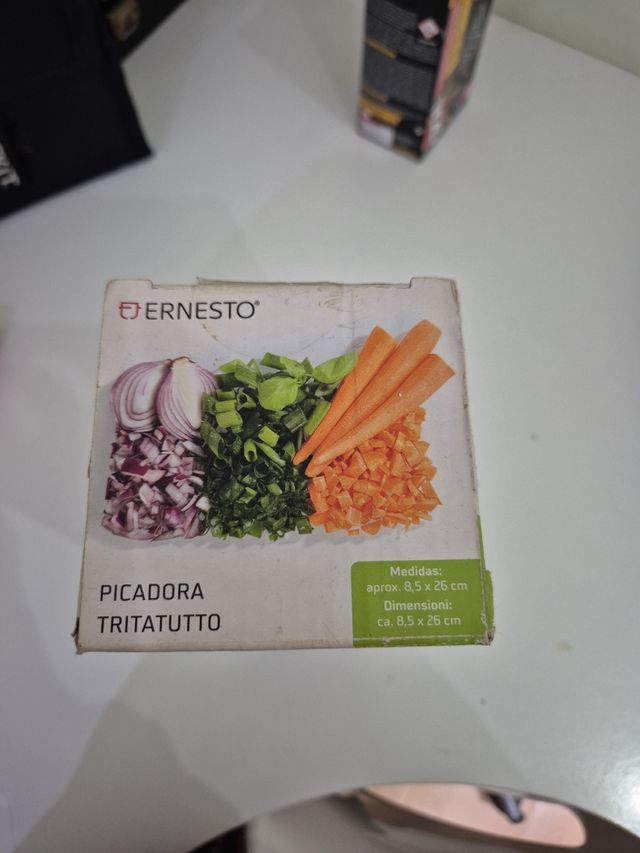 ERNESTO®
PICADORA
TRITATUTTO
Medidas:
aprox. 8,5 x 26 cm
Dimensioni:
ca. 8,5 x 26 cm